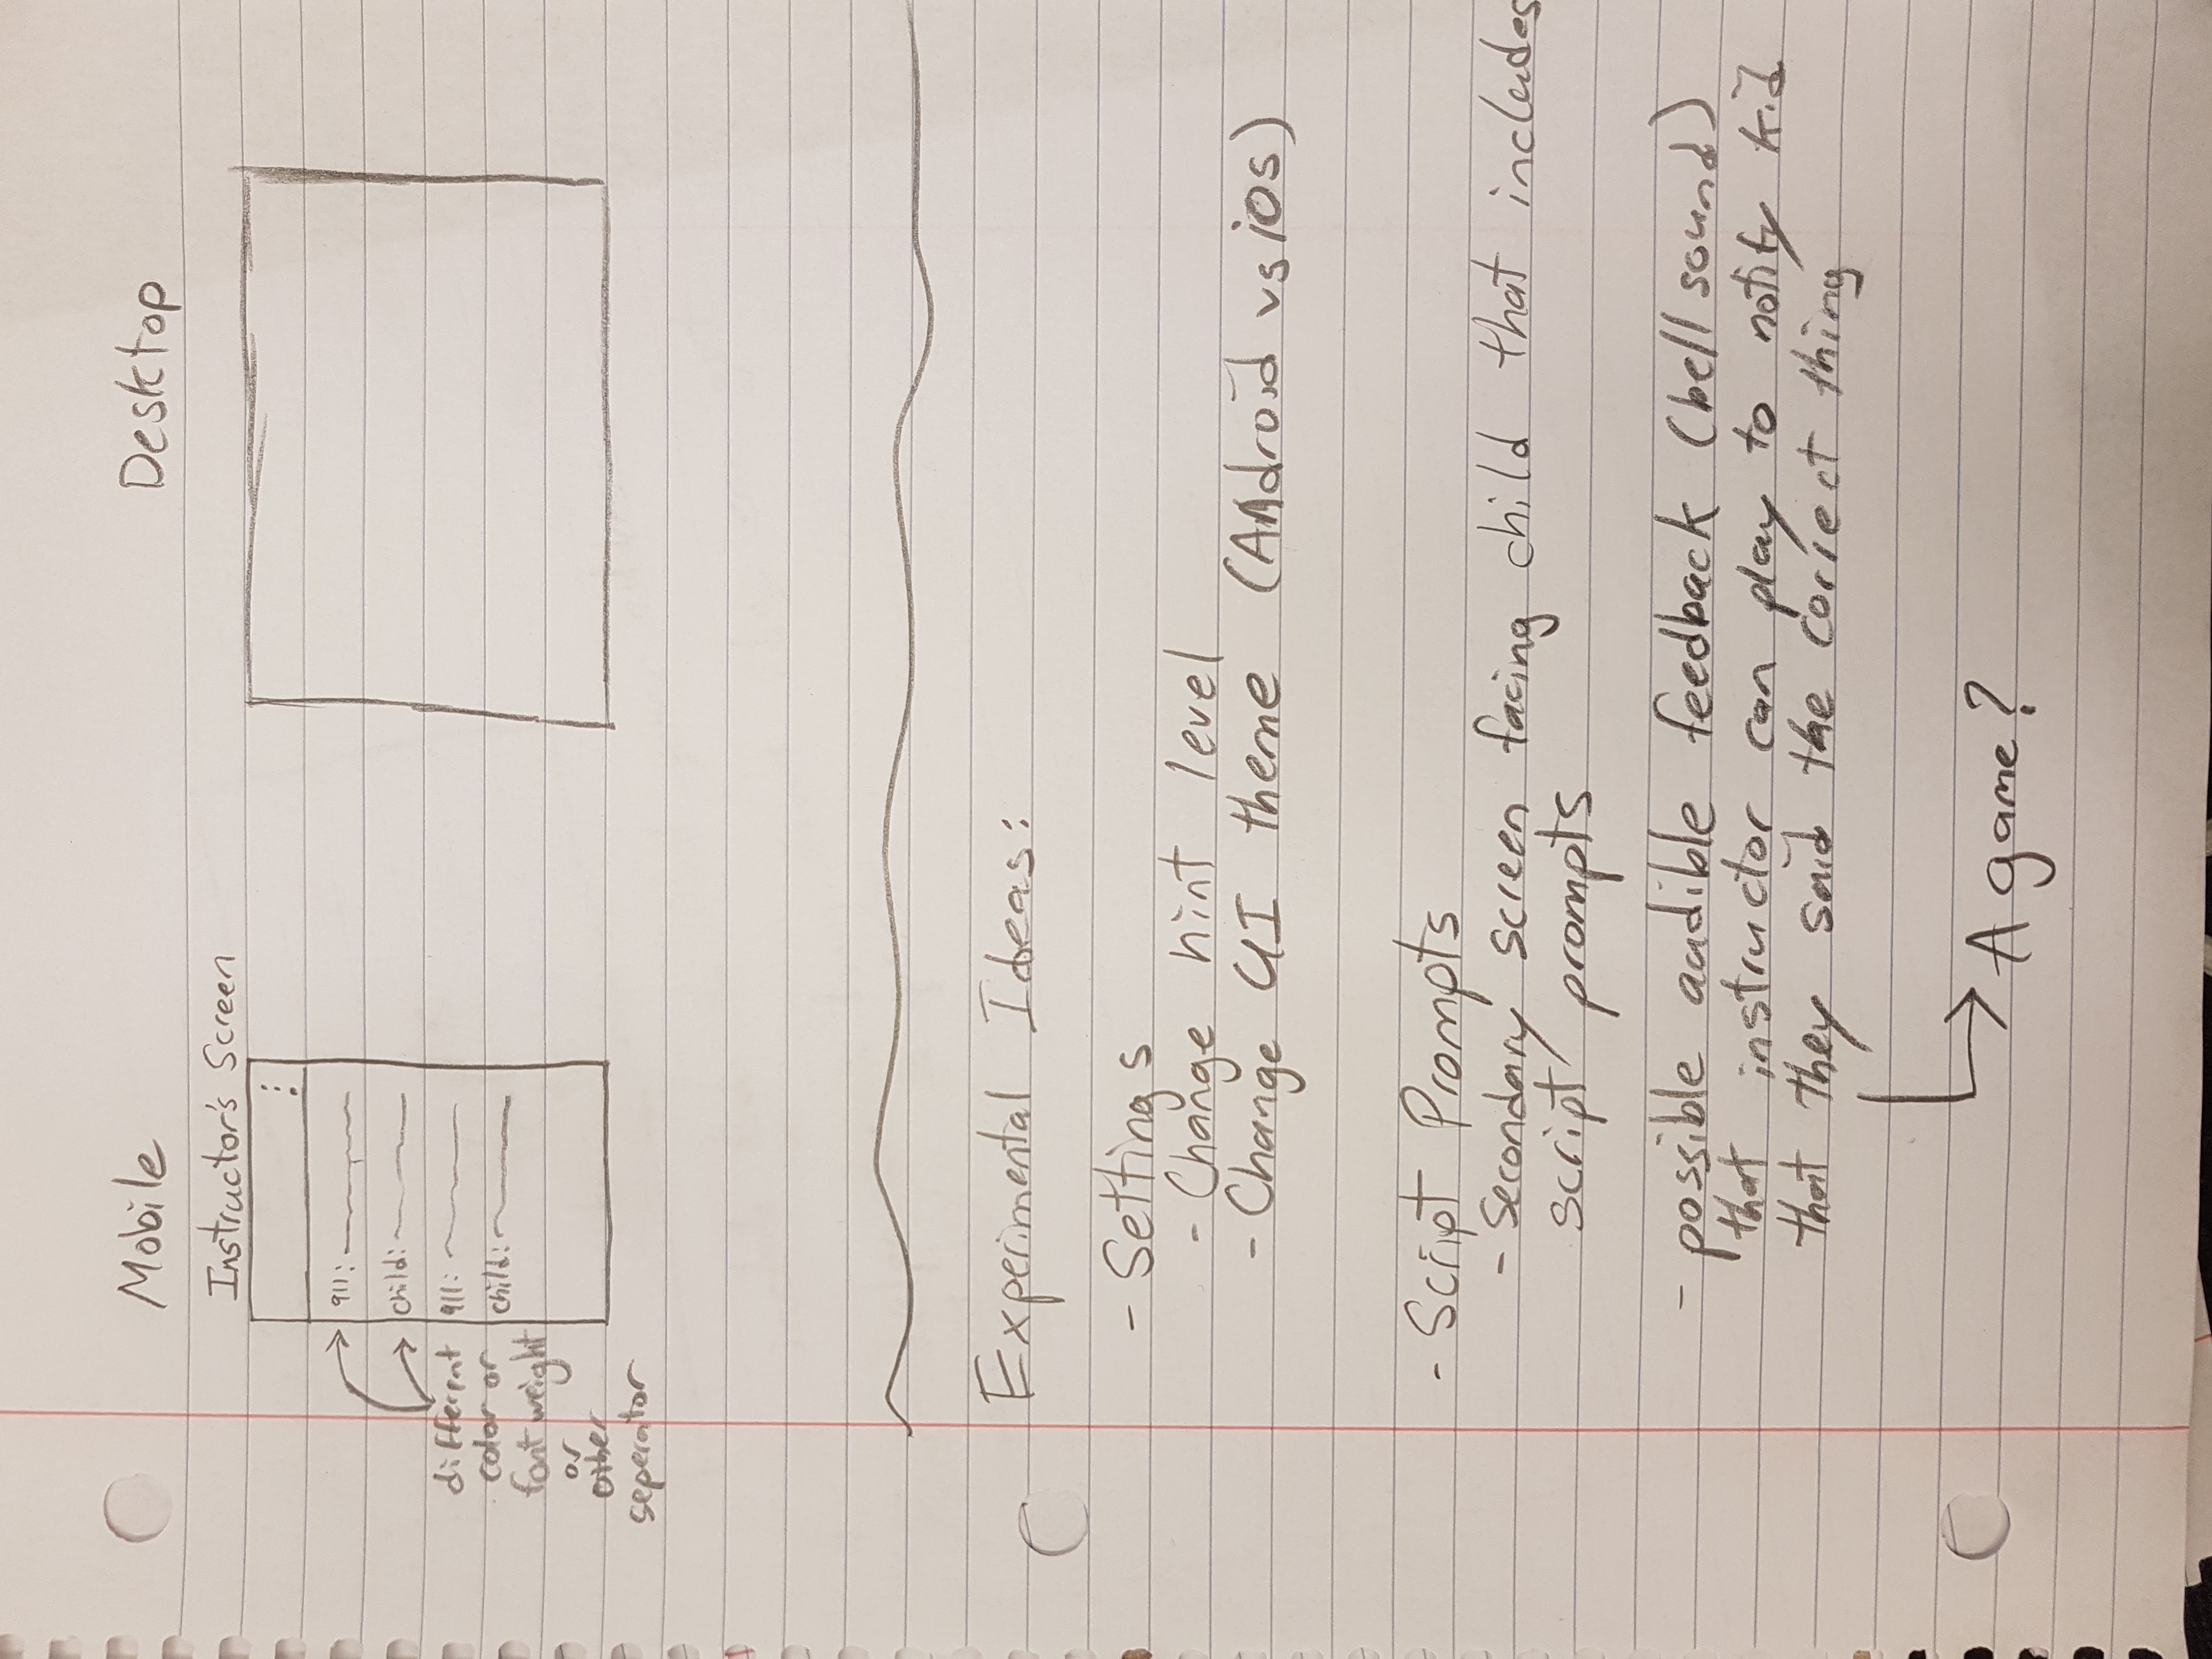 Mobile
Desktop
Instructor's Screen
911:
child:
911:
child:
different
color or
font weight
or
other
seperator
Experimental Ideas:
- Settings
- Change hint level
- Change UI theme (Android vs ios)
- Script Prompts
- Secondary screen facing child that includes
script prompts
- possible audible feedback (bell sound)
that instructor can play to notify kid
that they said the correct thing
A game?